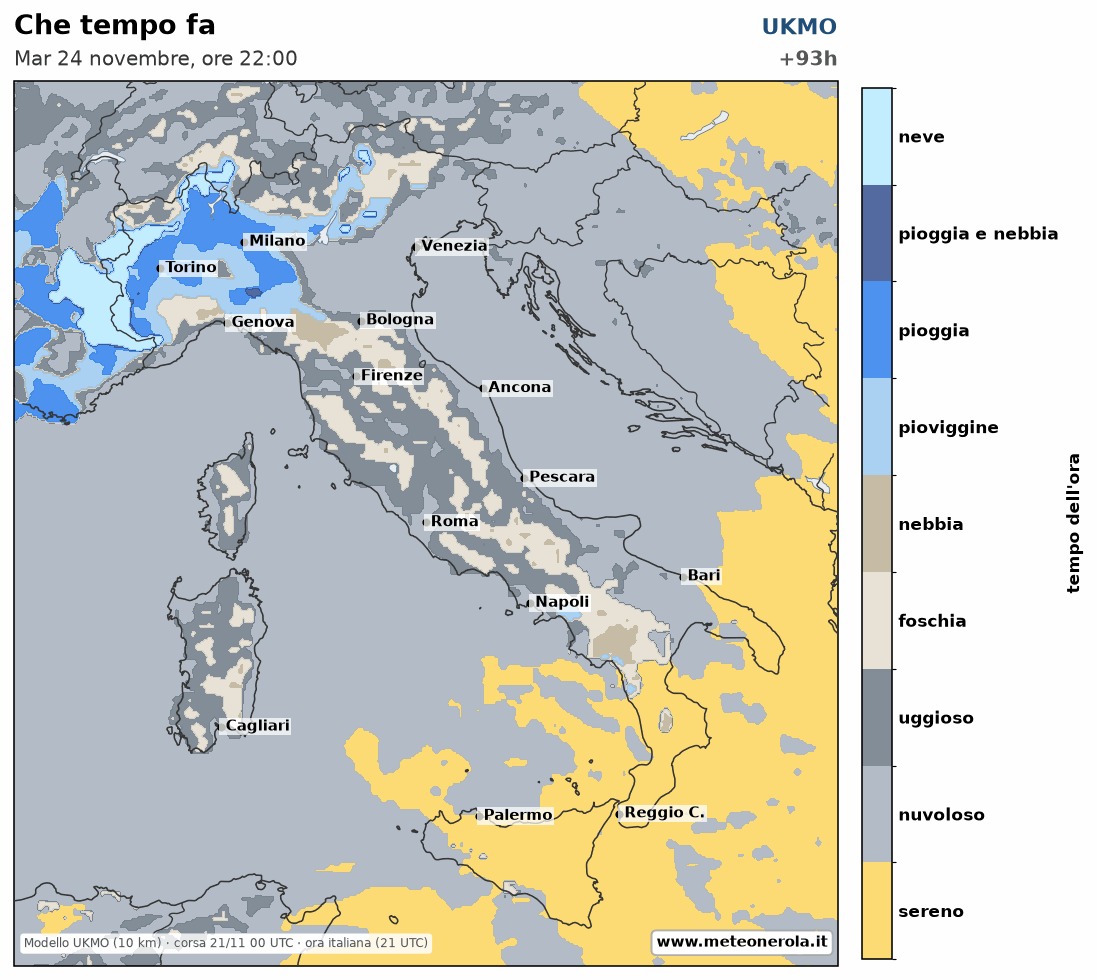 Che tempo fa
UKMO
Mar 24 novembre, ore 22:00
+93h
Milano
Venezia
Torino
Genova
Bologna
Firenze
Ancona
Pescara
Roma
Bari
Napoli
Cagliari
Palermo
Reggio C.
neve
pioggia e nebbia
pioggia
pioviggine
nebbia
foschia
uggioso
nuvoloso
sereno
tempo dell'ora
Modello UKMO (10 km) · corsa 21/11 00 UTC · ora italiana (21 UTC)
www.meteonerola.it